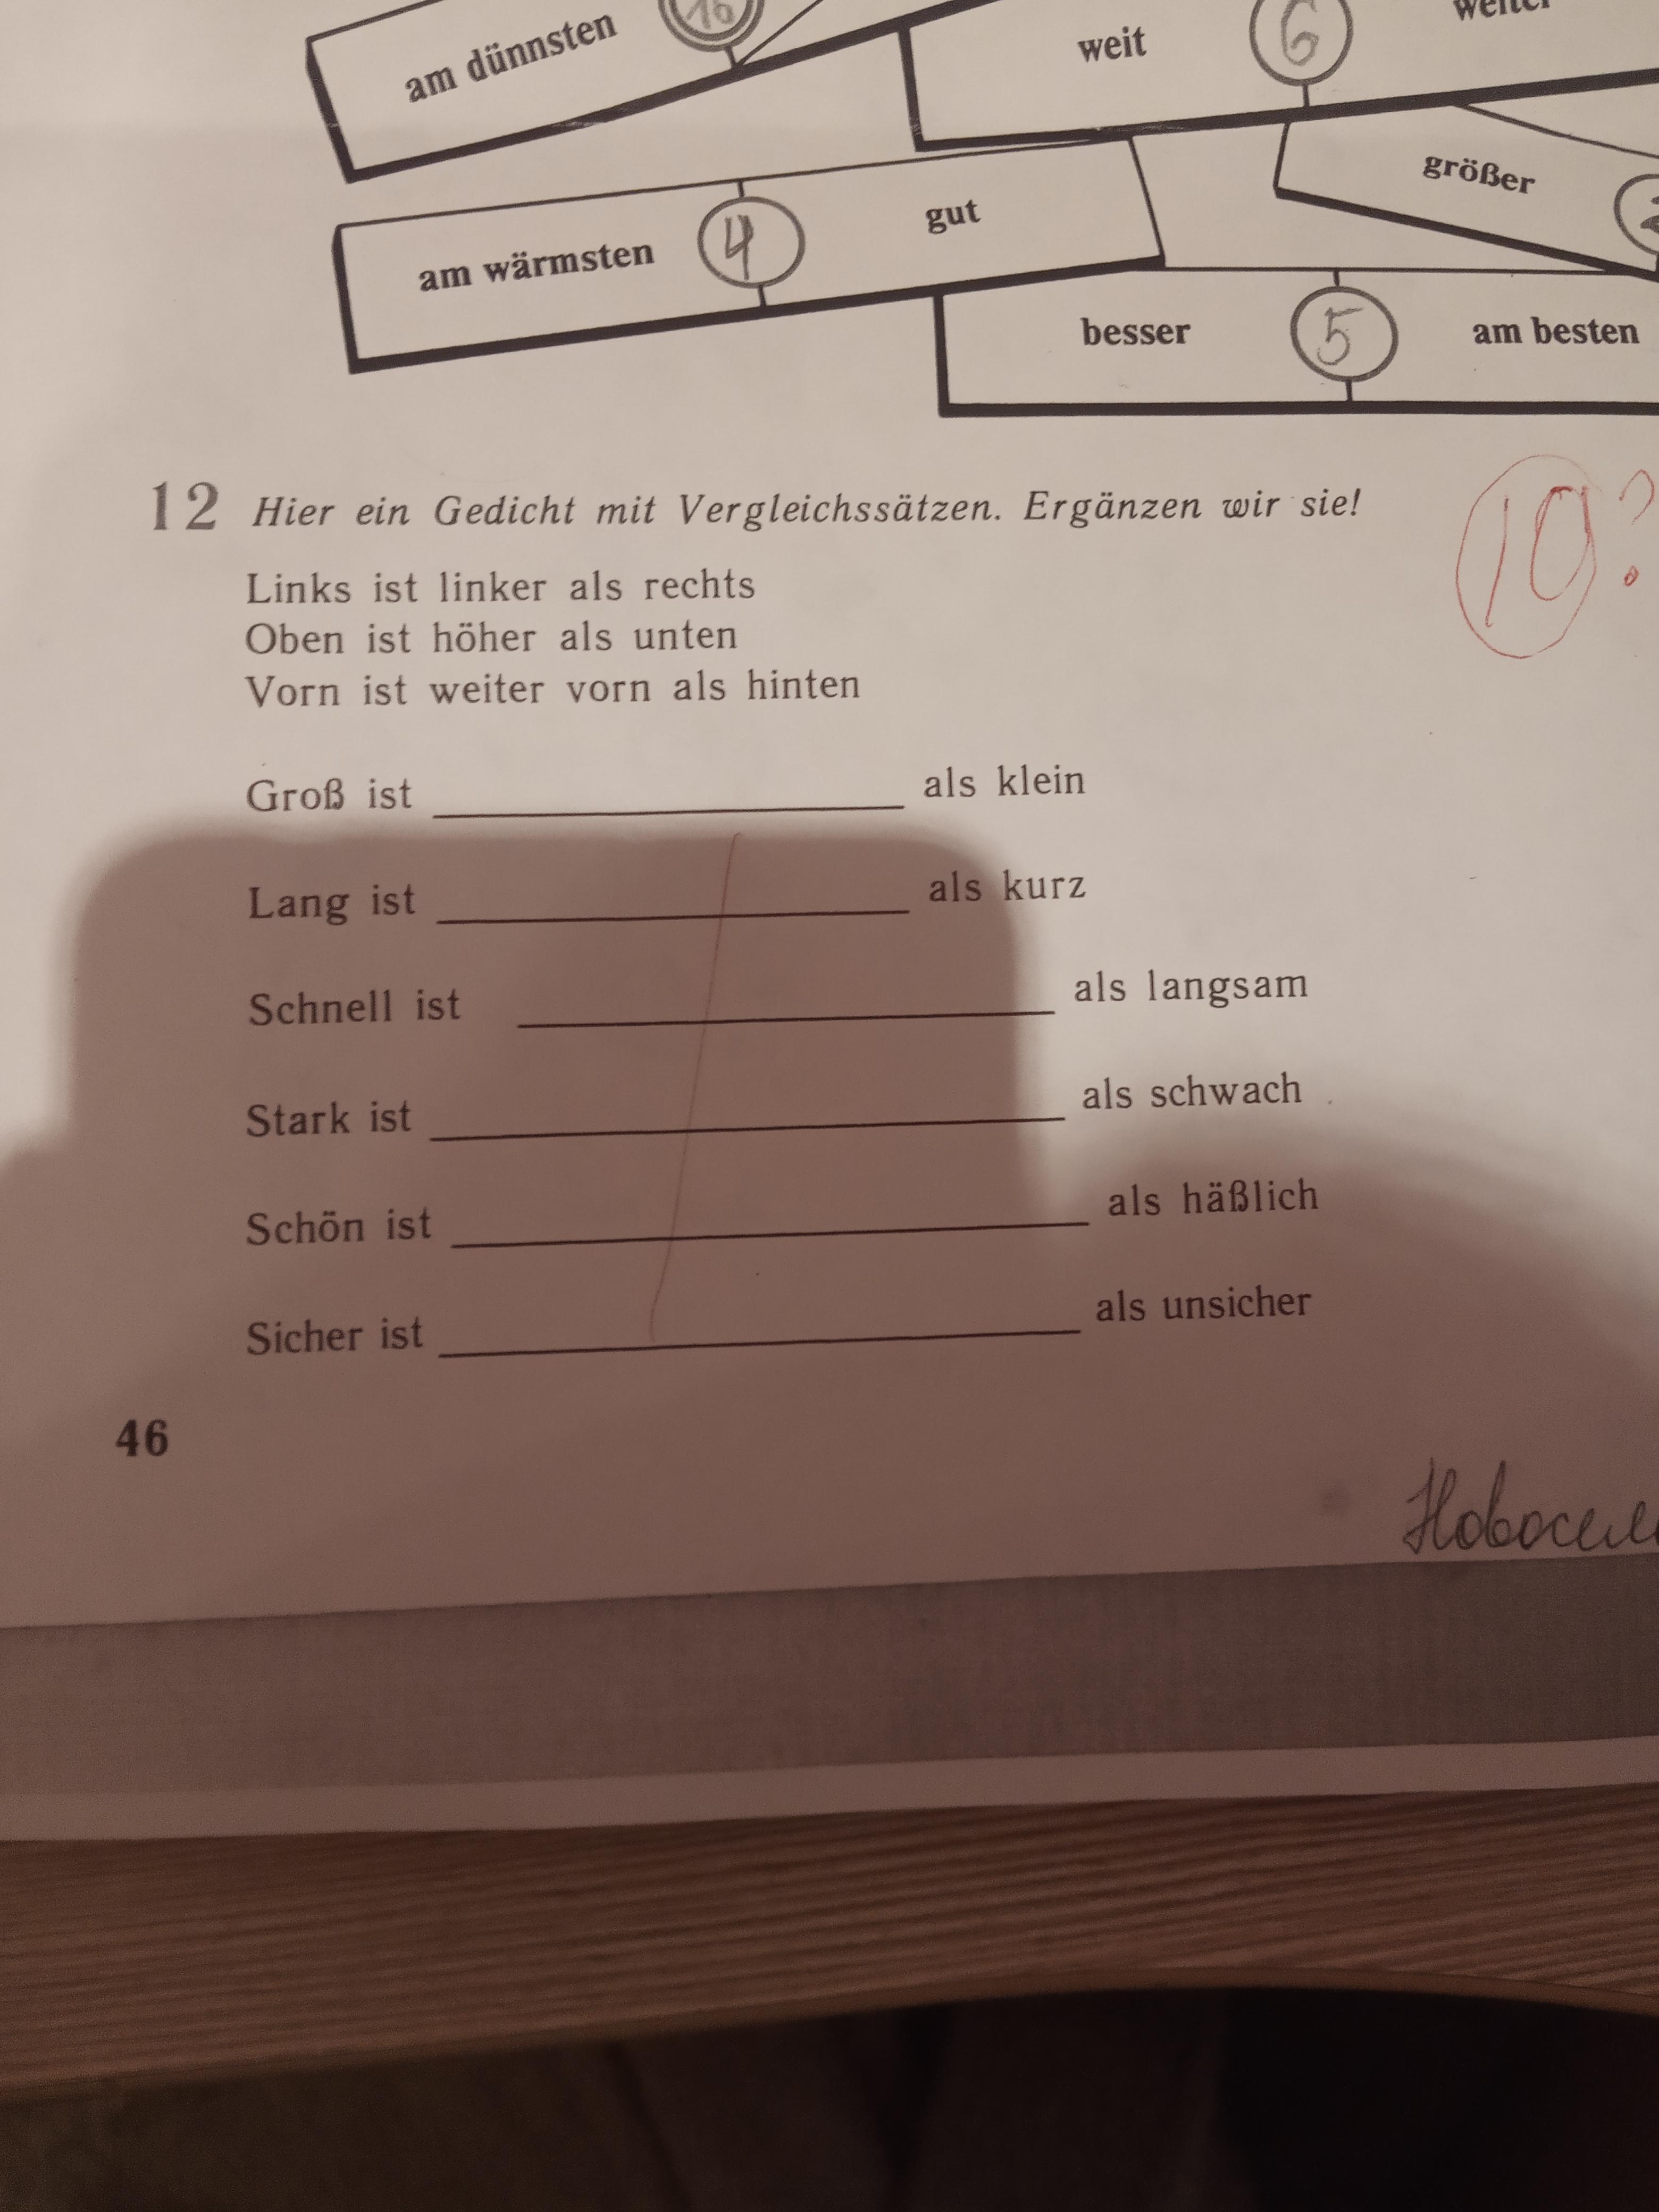 am dünnsten
16
weit
6
weiter
größer
am wärmsten
4
gut
besser
5
am besten
12 Hier ein Gedicht mit Vergleichssätzen. Ergänzen wir sie!
10?
Links ist linker als rechts
Oben ist höher als unten
Vorn ist weiter vorn als hinten
Groß ist als klein
Lang ist als kurz
Schnell ist als langsam
Stark ist als schwach
Schön ist als häßlich
Sicher ist als unsicher
46